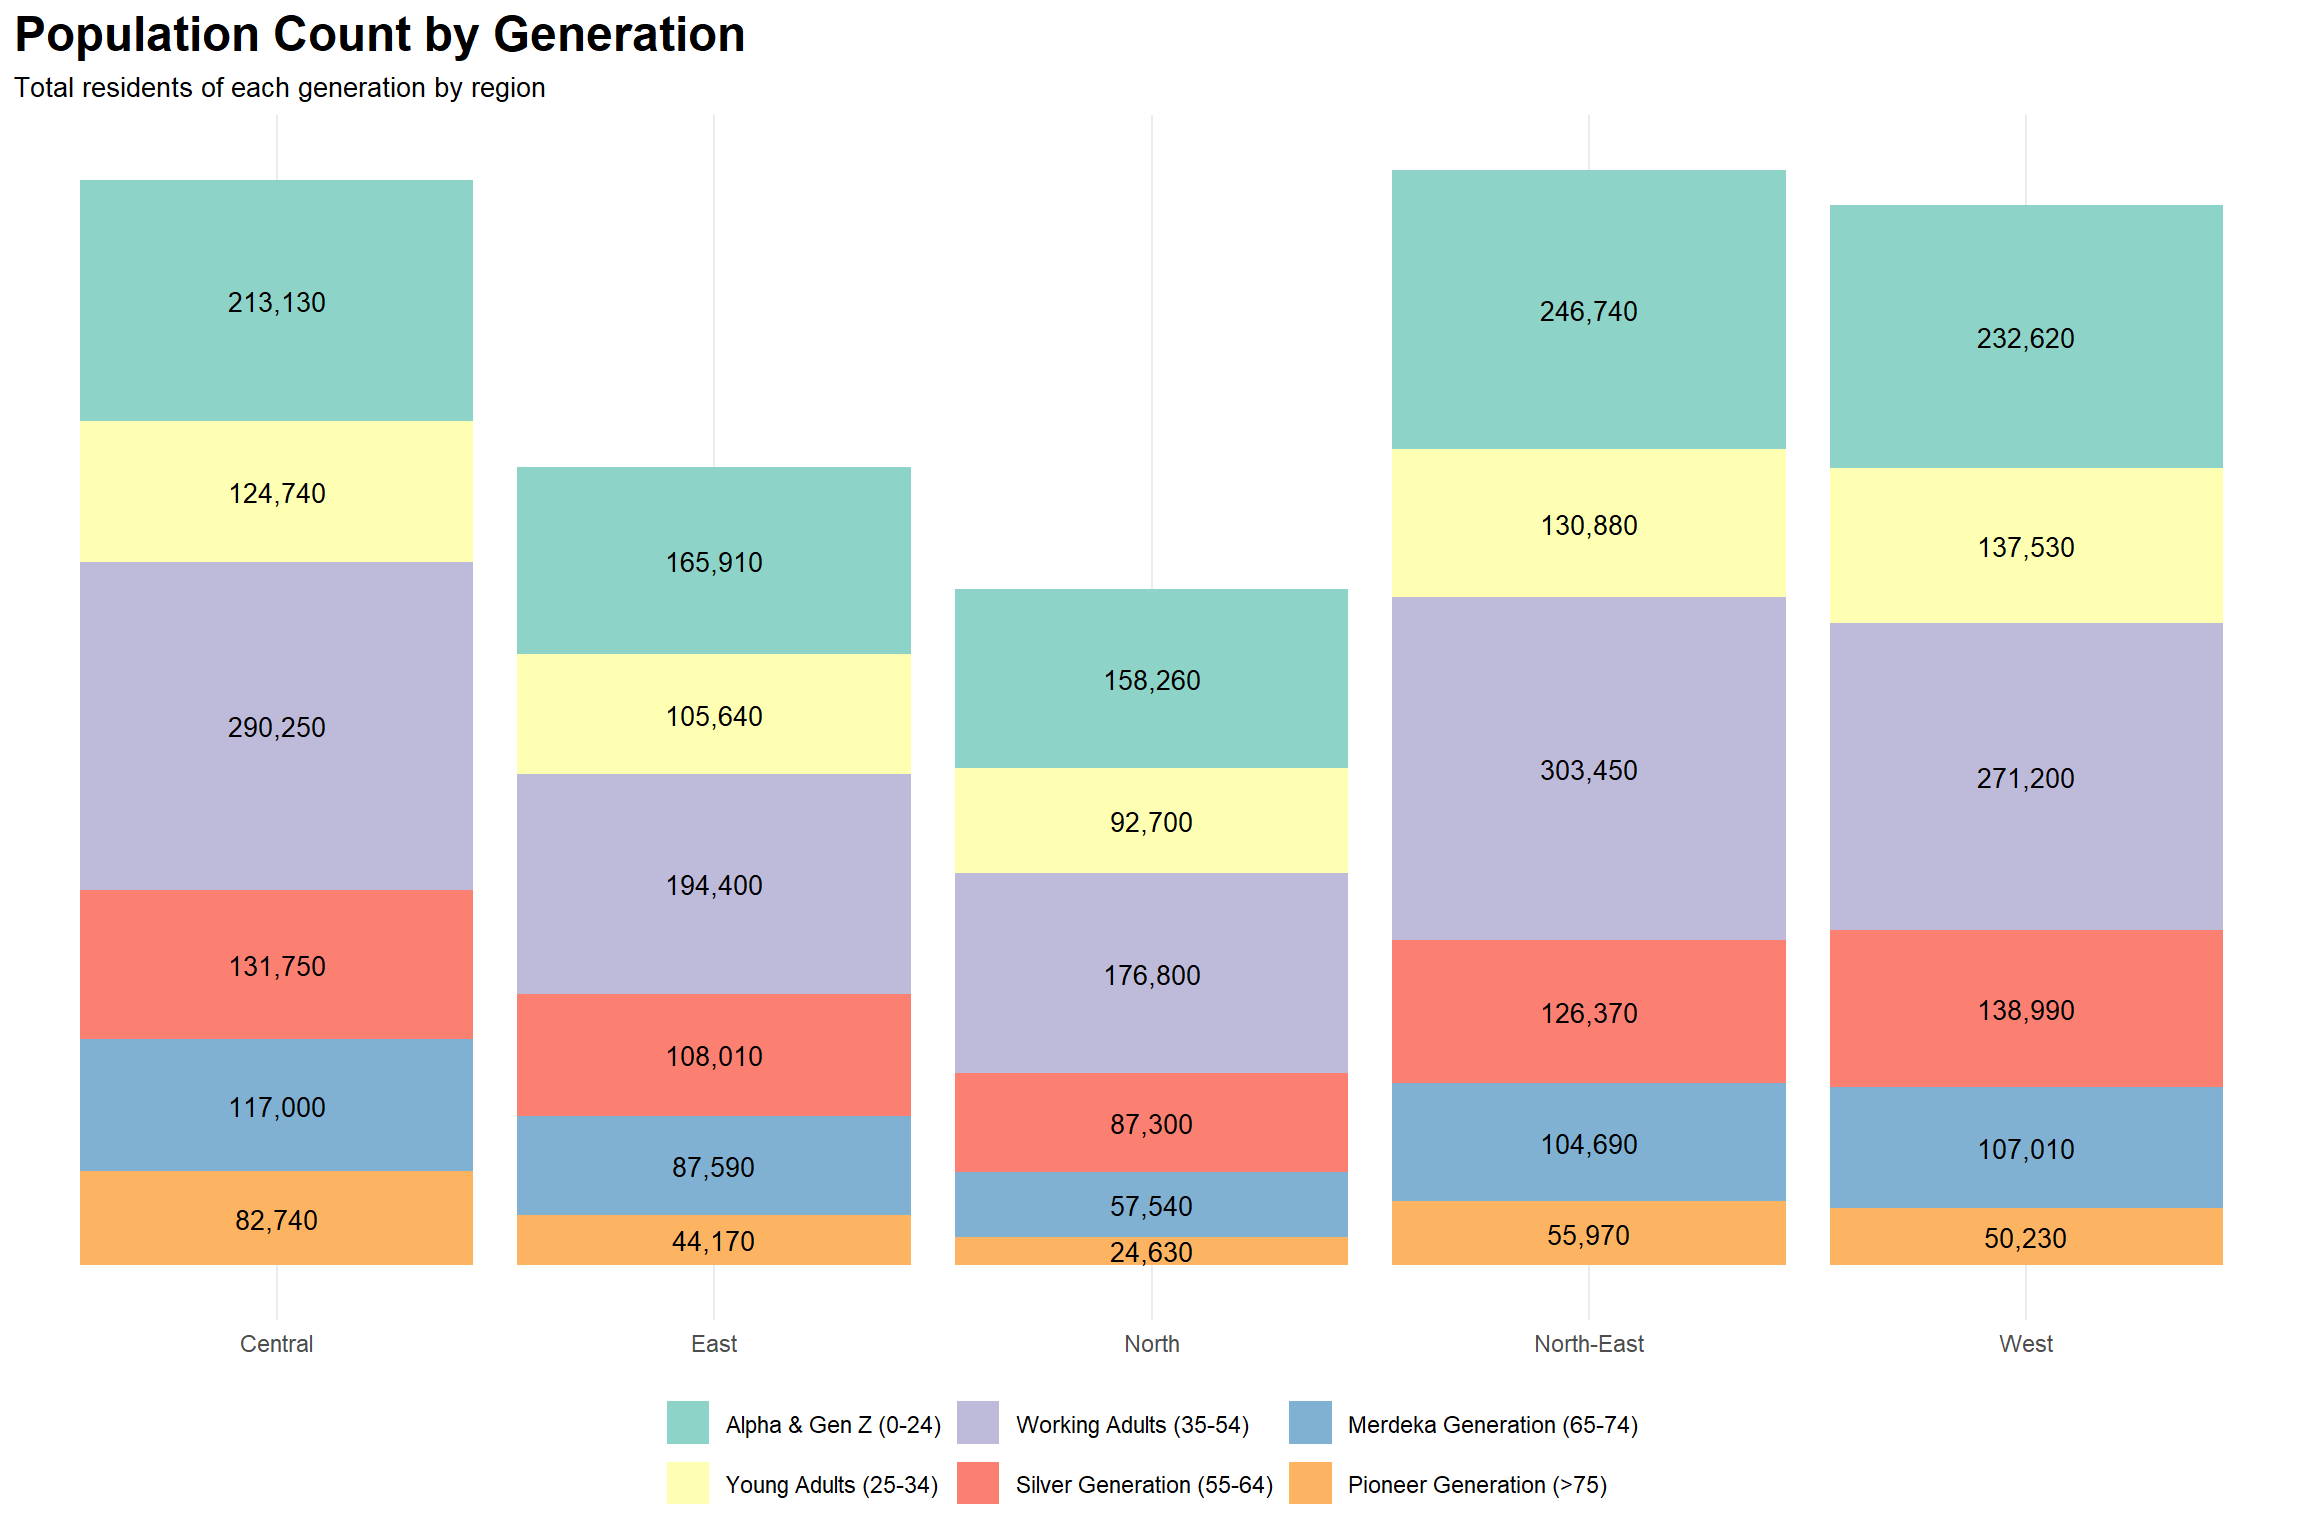 Population Count by Generation
Total residents of each generation by region
213,130
124,740
290,250
131,750
117,000
82,740
165,910
105,640
194,400
108,010
87,590
44,170
158,260
92,700
176,800
87,300
57,540
24,630
246,740
130,880
303,450
126,370
104,690
55,970
232,620
137,530
271,200
138,990
107,010
50,230
Central
East
North
North-East
West
Alpha & Gen Z (0-24)
Working Adults (35-54)
Merdeka Generation (65-74)
Young Adults (25-34)
Silver Generation (55-64)
Pioneer Generation (>75)